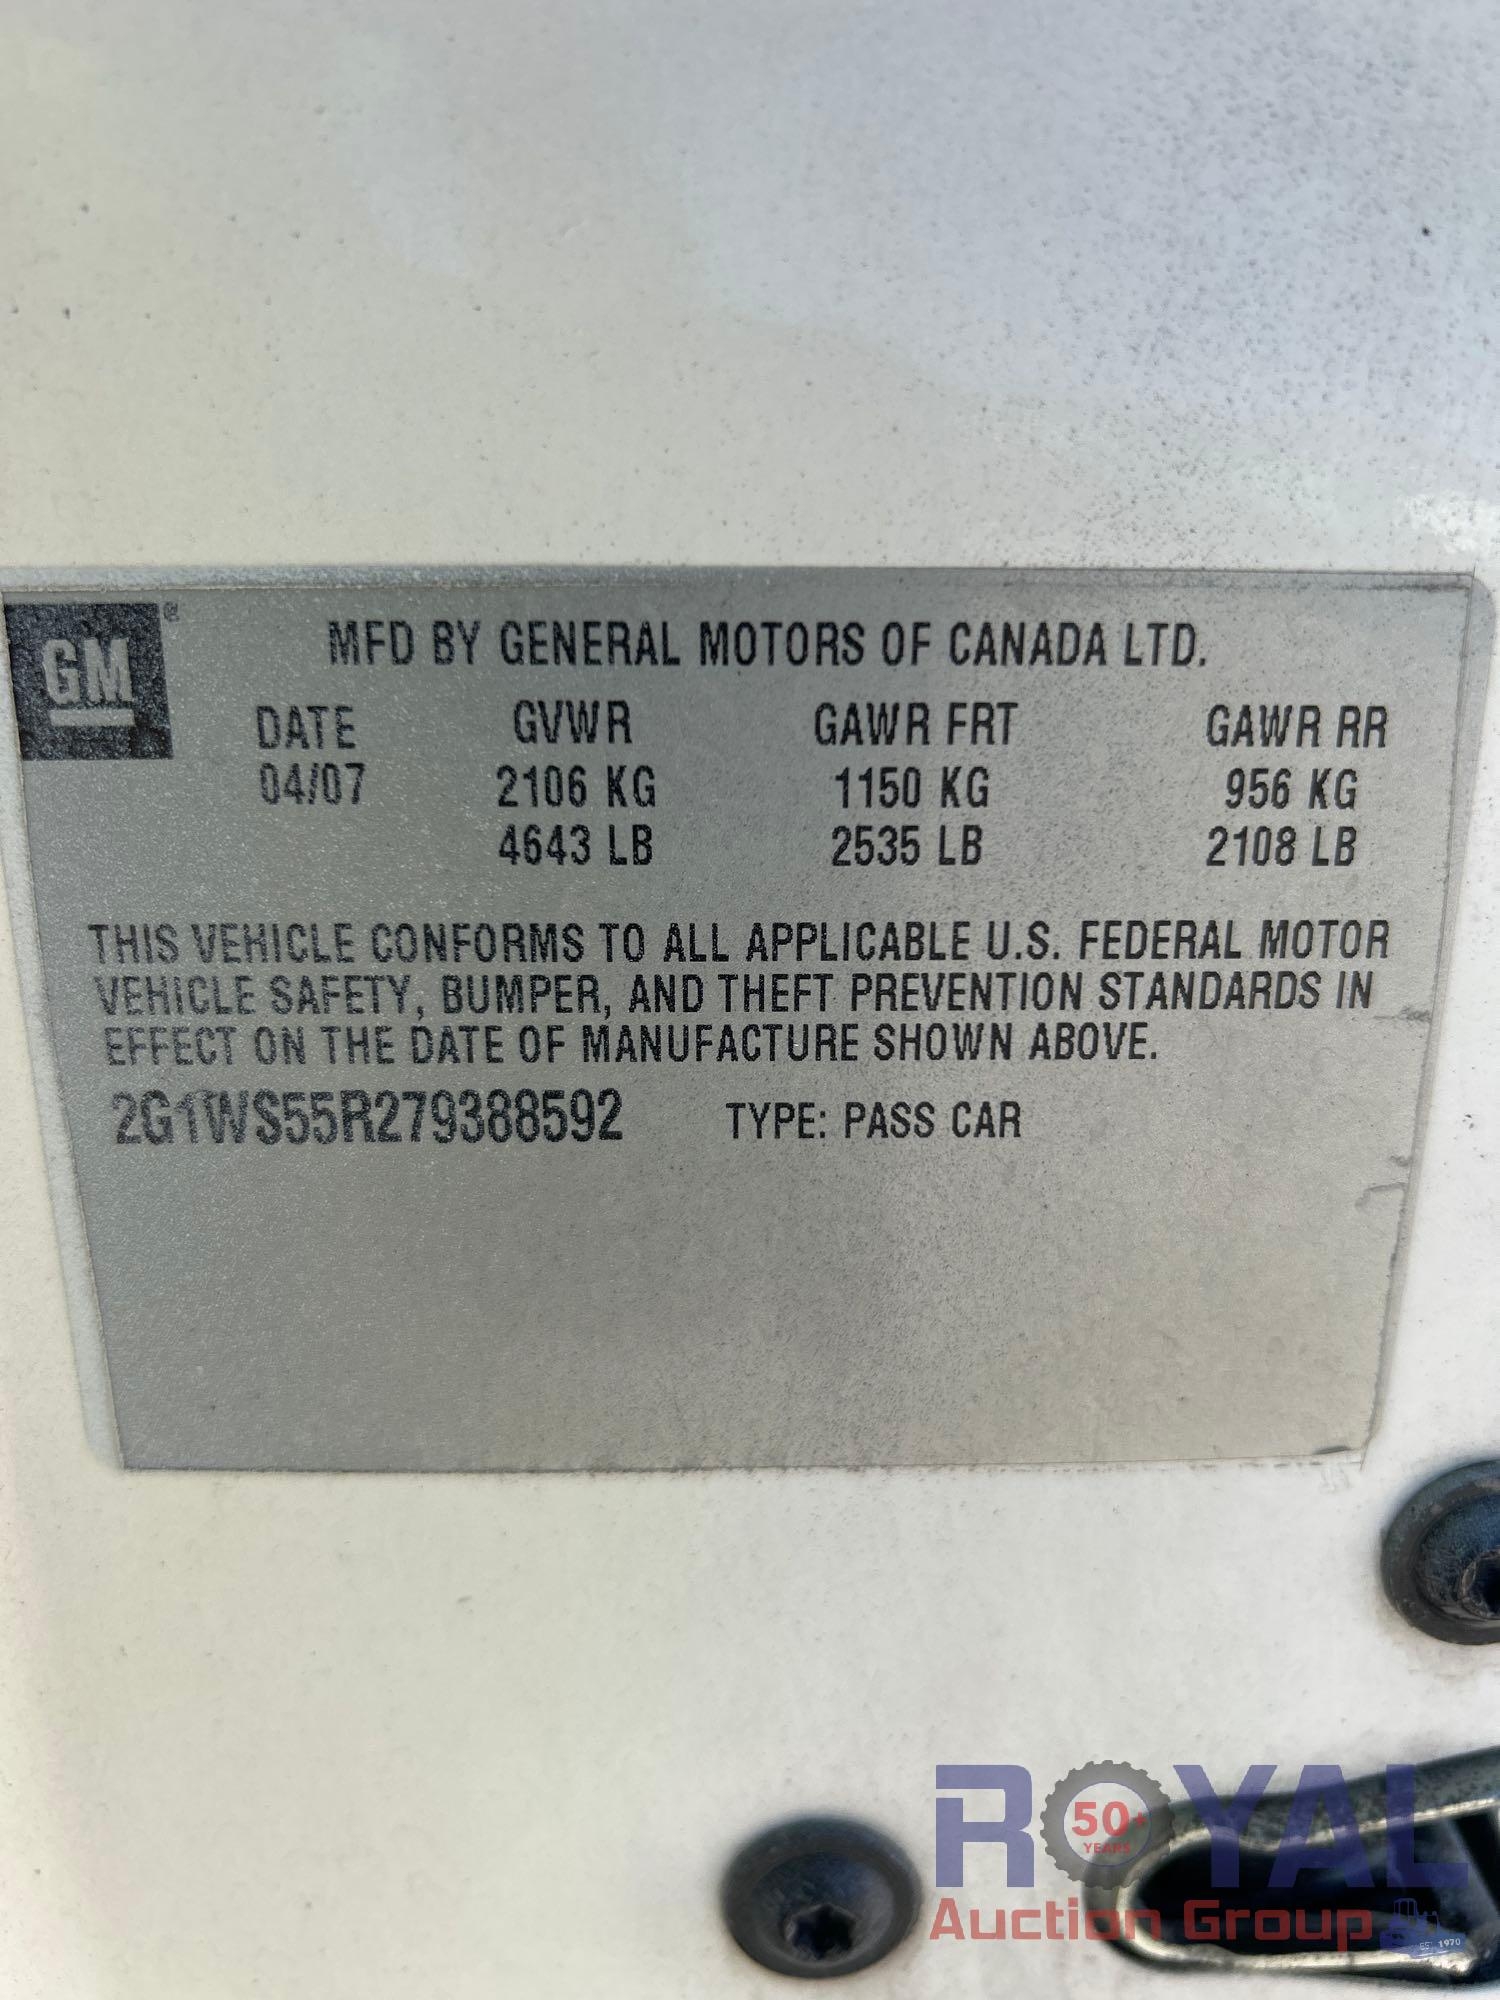 GM®
MFD BY GENERAL MOTORS OF CANADA LTD.
DATE GVWR GAWR FRT GAWR RR
04/07 2106 KG 1150 KG 956 KG
4643 LB 2535 LB 2108 LB
THIS VEHICLE CONFORMS TO ALL APPLICABLE U.S. FEDERAL MOTOR
VEHICLE SAFETY, BUMPER, AND THEFT PREVENTION STANDARDS IN
EFFECT ON THE DATE OF MANUFACTURE SHOWN ABOVE.
2G1WS55R279388592 TYPE: PASS CAR
ROYAL
50+
YEARS
Auction Group
EST 1970